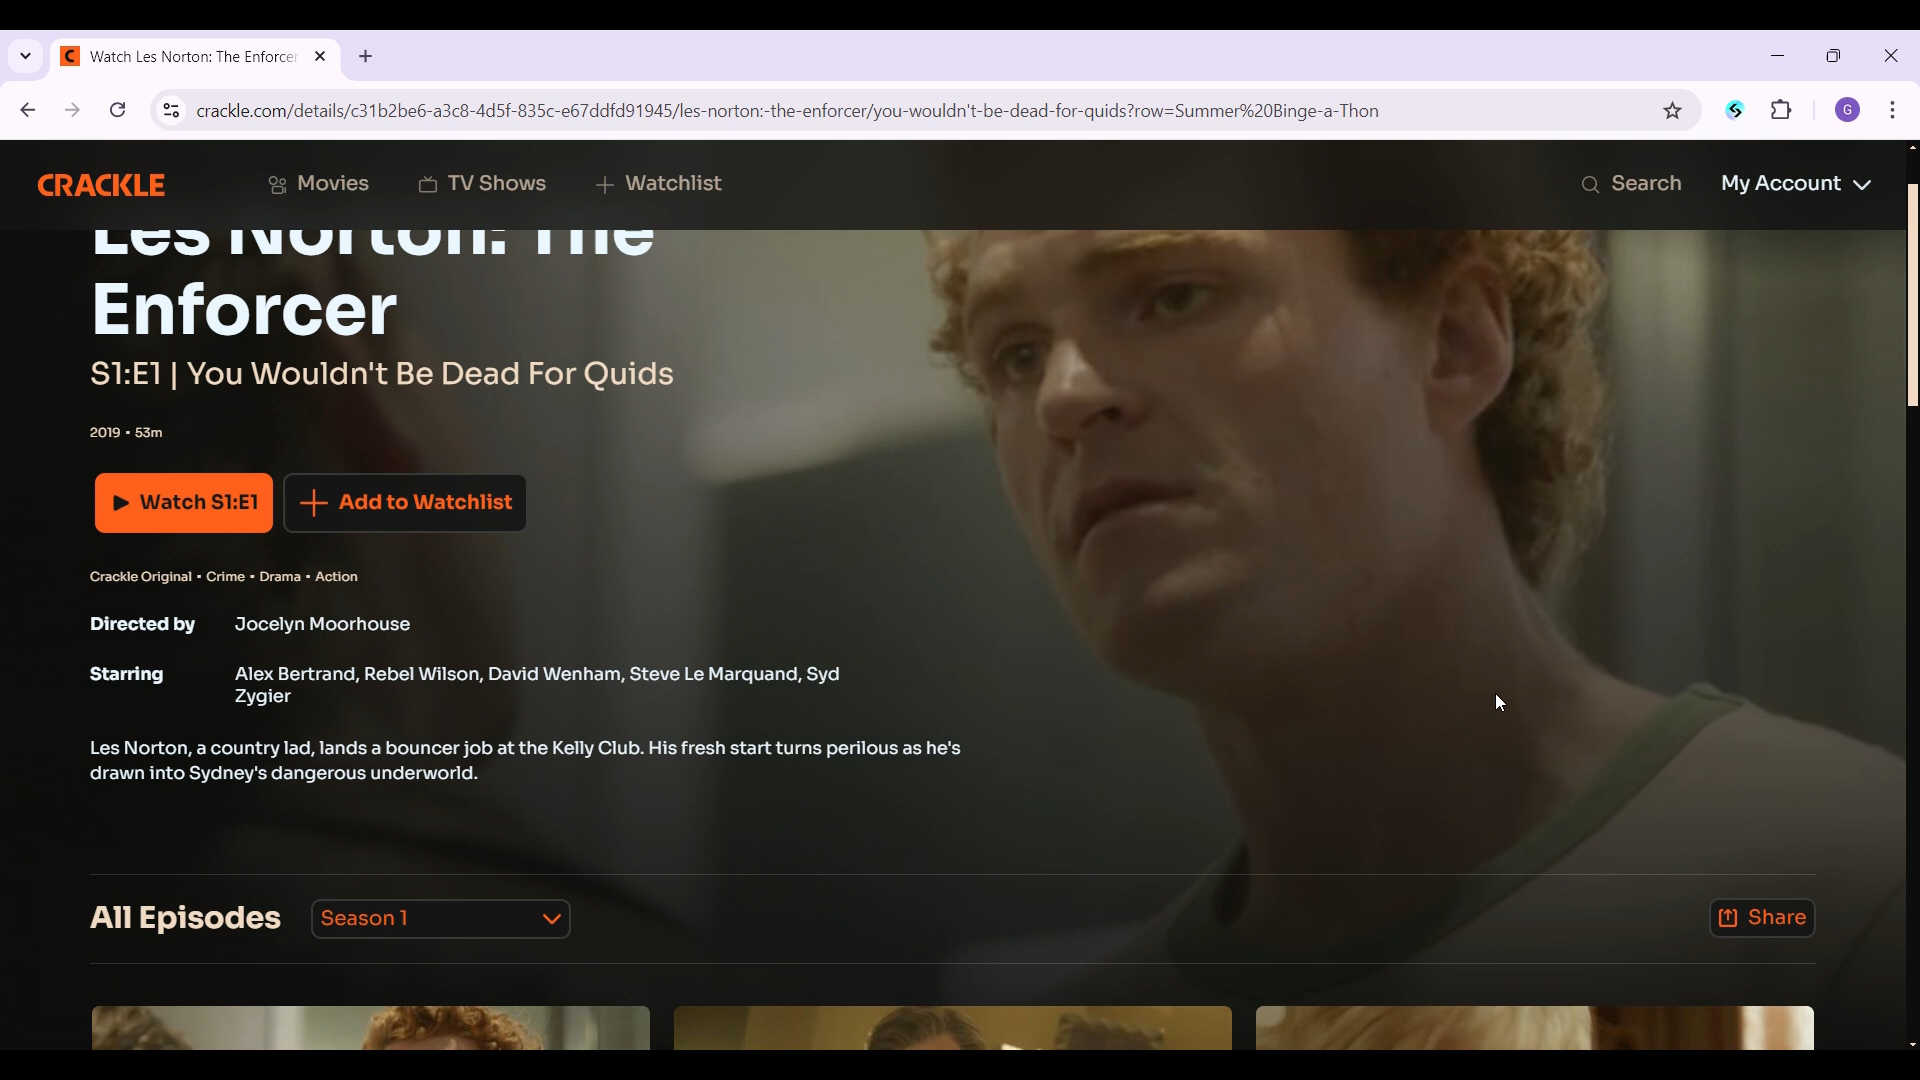 Watch Les Norton: The Enforcer
crackle.com/details/c31b2be6-a3c8-4d5f-835c-e67ddfd91945/les-norton:-the-enforcer/you-wouldn't-be-dead-for-quids?row=Summer%20Binge-a-Thon
G
CRACKLE
Movies
TV Shows
Watchlist
Search
My Account
Les Norton: The
Enforcer
S1:E1 | You Wouldn't Be Dead For Quids
2019 • 53m
Watch S1:E1
Add to Watchlist
Crackle Original • Crime • Drama • Action
Directed by Jocelyn Moorhouse
Starring Alex Bertrand, Rebel Wilson, David Wenham, Steve Le Marquand, Syd
Zygier
Les Norton, a country lad, lands a bouncer job at the Kelly Club. His fresh start turns perilous as he's
drawn into Sydney's dangerous underworld.
All Episodes
Season 1
Share